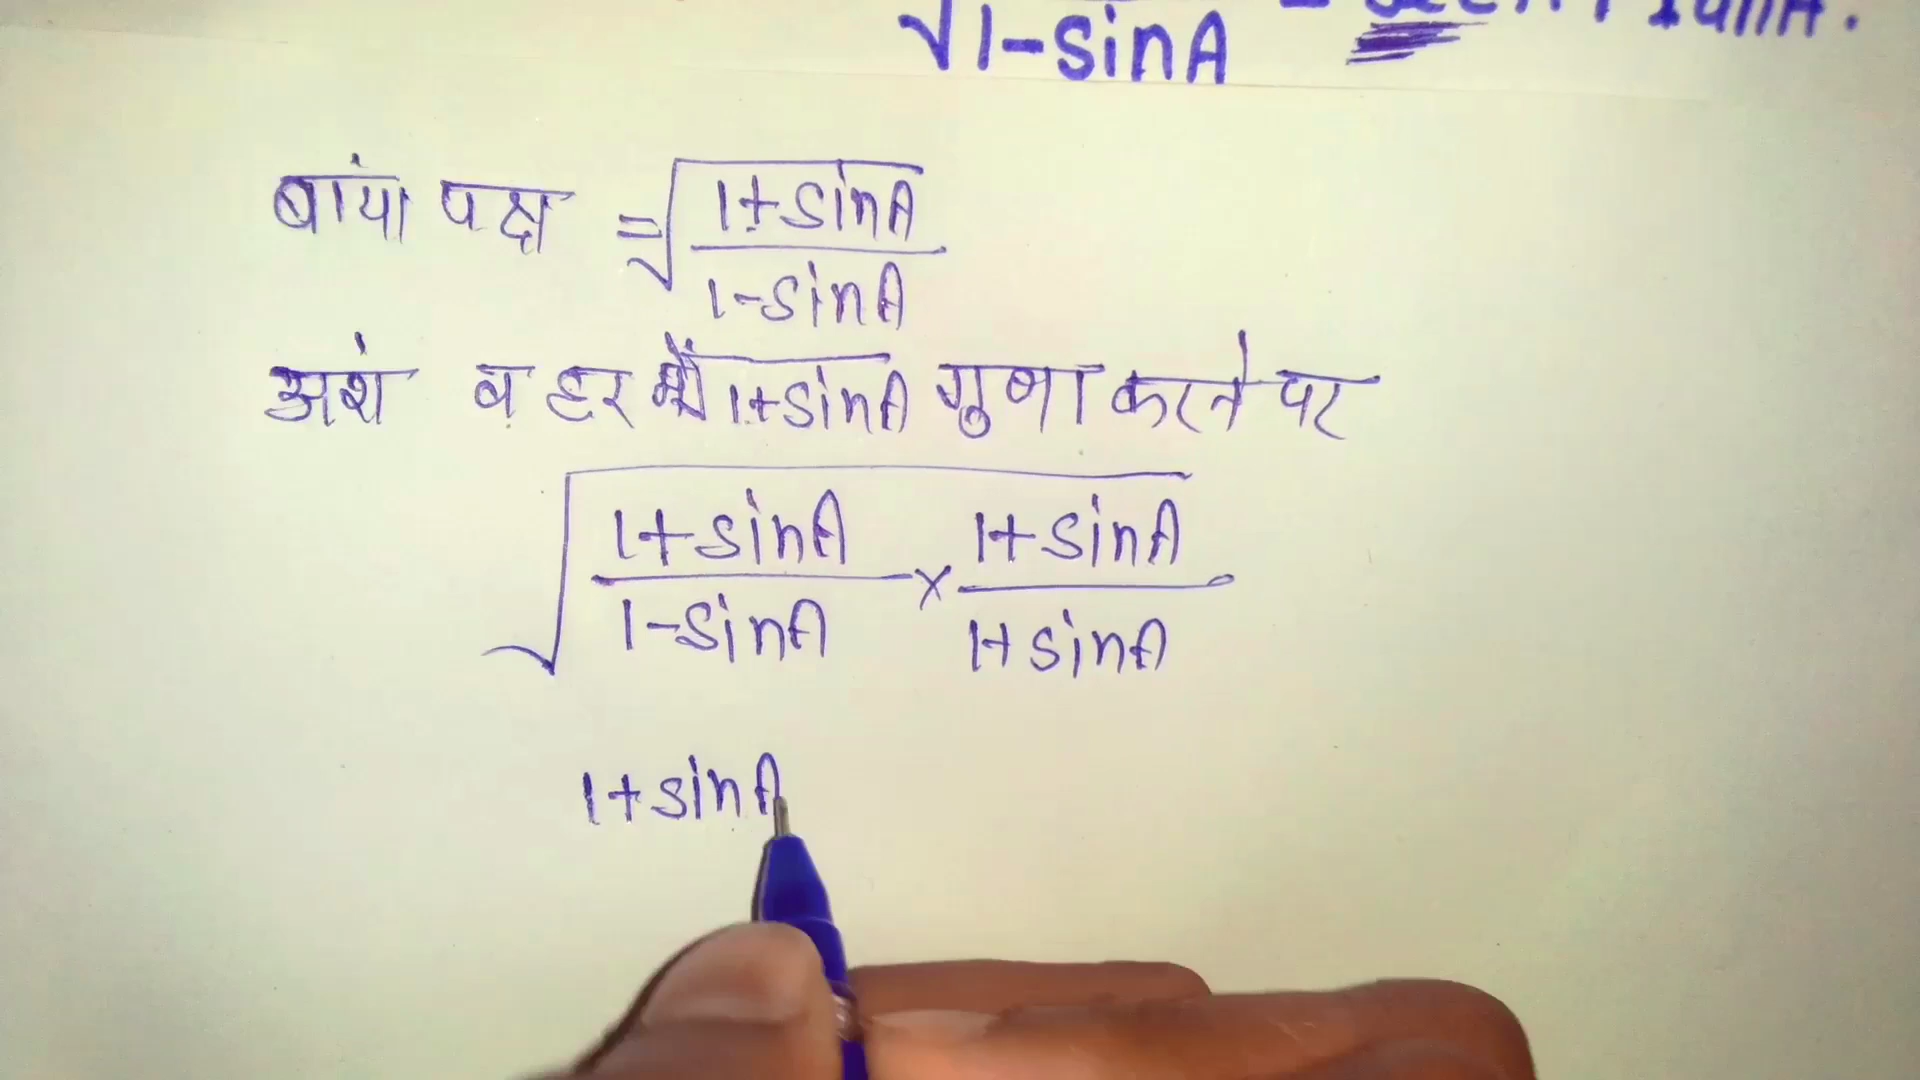 √1-sinA =
बांया पक्ष = √1+sinA
1-sinA
अशं व हर में √1+sinA गुणा करने पर
√1+sinA × 1+sinA
1-sinA 1+sinA
1+sinA